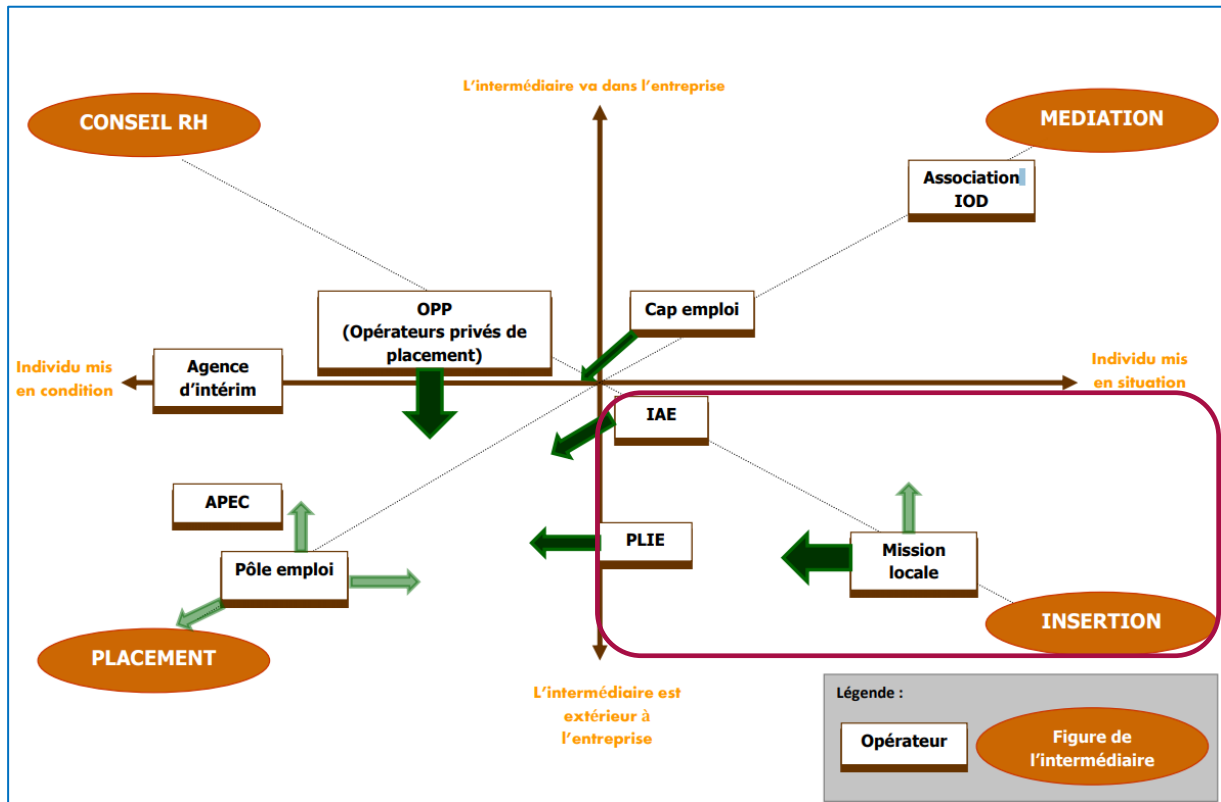 L'intermédiaire va dans l'entreprise
CONSEIL RH
MEDIATION
Association
IOD
OPP
(Opérateurs privés de
placement)
Cap emploi
Individu mis
en condition
Agence
d'intérim
Individu mis
en situation
IAE
APEC
PLIE
Mission
locale
Pôle emploi
INSERTION
PLACEMENT
L'intermédiaire est
extérieur à
l'entreprise
Légende :
Opérateur
Figure de
l'intermédiaire